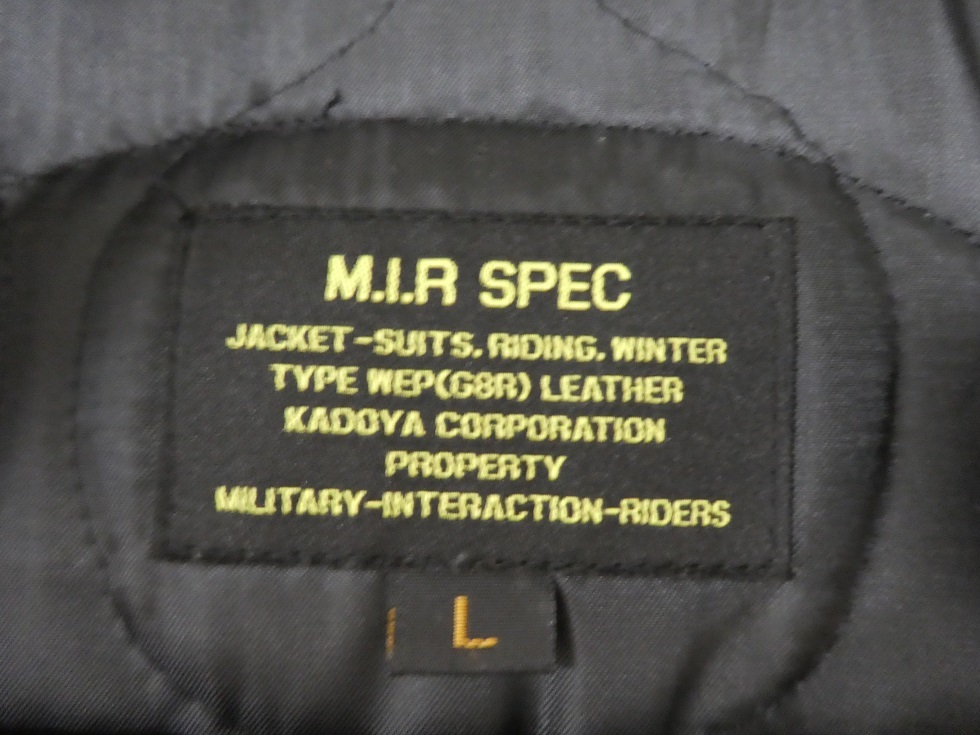 M.I.R SPEC
JACKET-SUITS. RIDING. WINTER
TYPE WEP(G8R) LEATHER
KADOYA CORPORATION
PROPERTY
MILITARY-INTERACTION-RIDERS
L